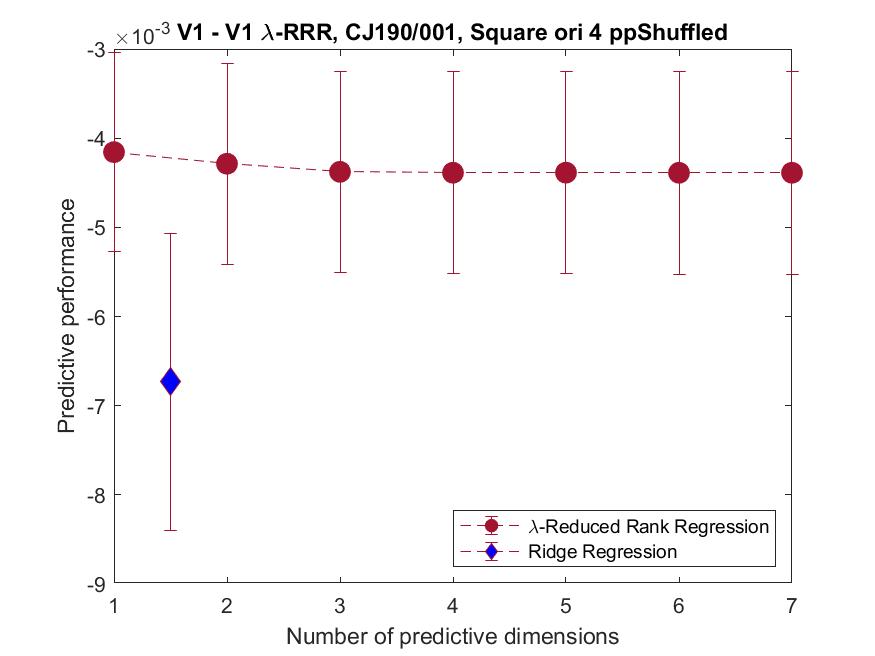 ×10⁻³ V1 - V1 λ-RRR, CJ190/001, Square ori 4 ppShuffled
-3
-4
-5
-6
-7
-8
-9
Predictive performance
1 2 3 4 5 6 7
Number of predictive dimensions
λ-Reduced Rank Regression
Ridge Regression